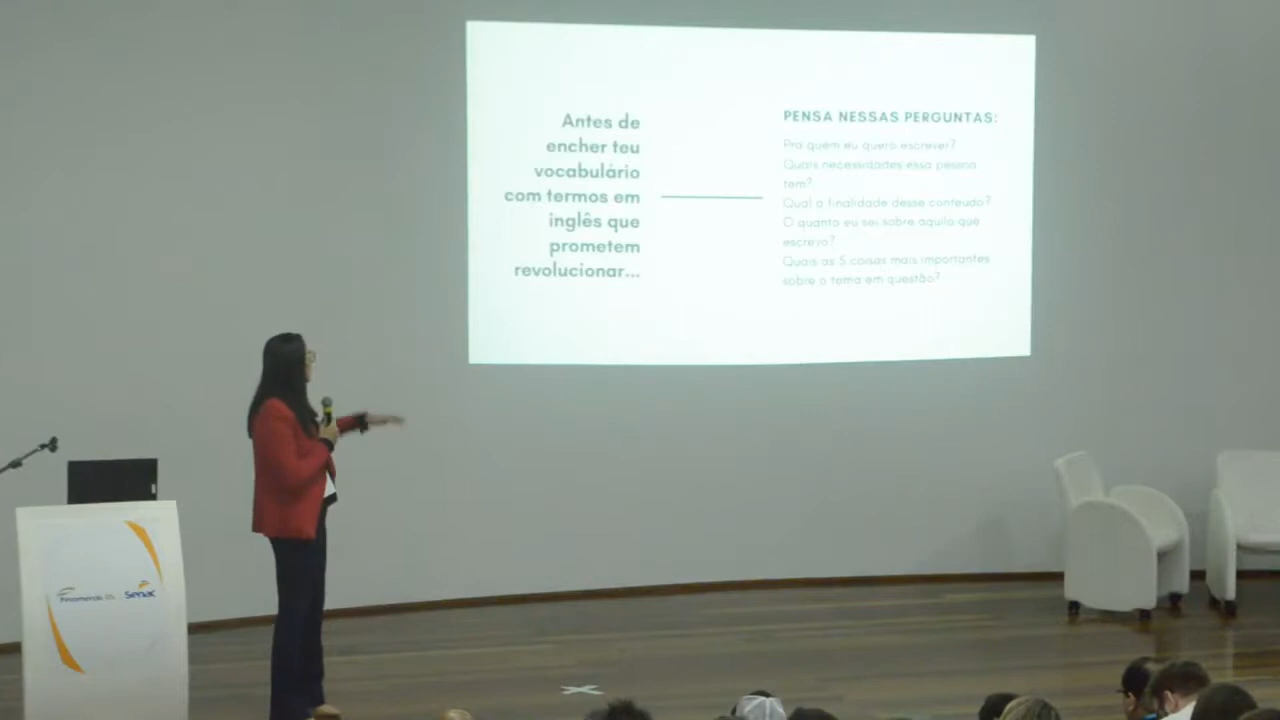 Antes de
encher teu
vocabulário
com termos em
inglês que
prometem
revolucionar...
PENSA NESSAS PERGUNTAS:
Pra quem eu quero escrever?
Quais necessidades essa pessoa
tem?
Qual a finalidade desse conteúdo?
O quanto eu sei sobre aquilo que
escrevo?
Quais as 5 coisas mais importantes
sobre o tema em questão?
Fecomércio
Senac